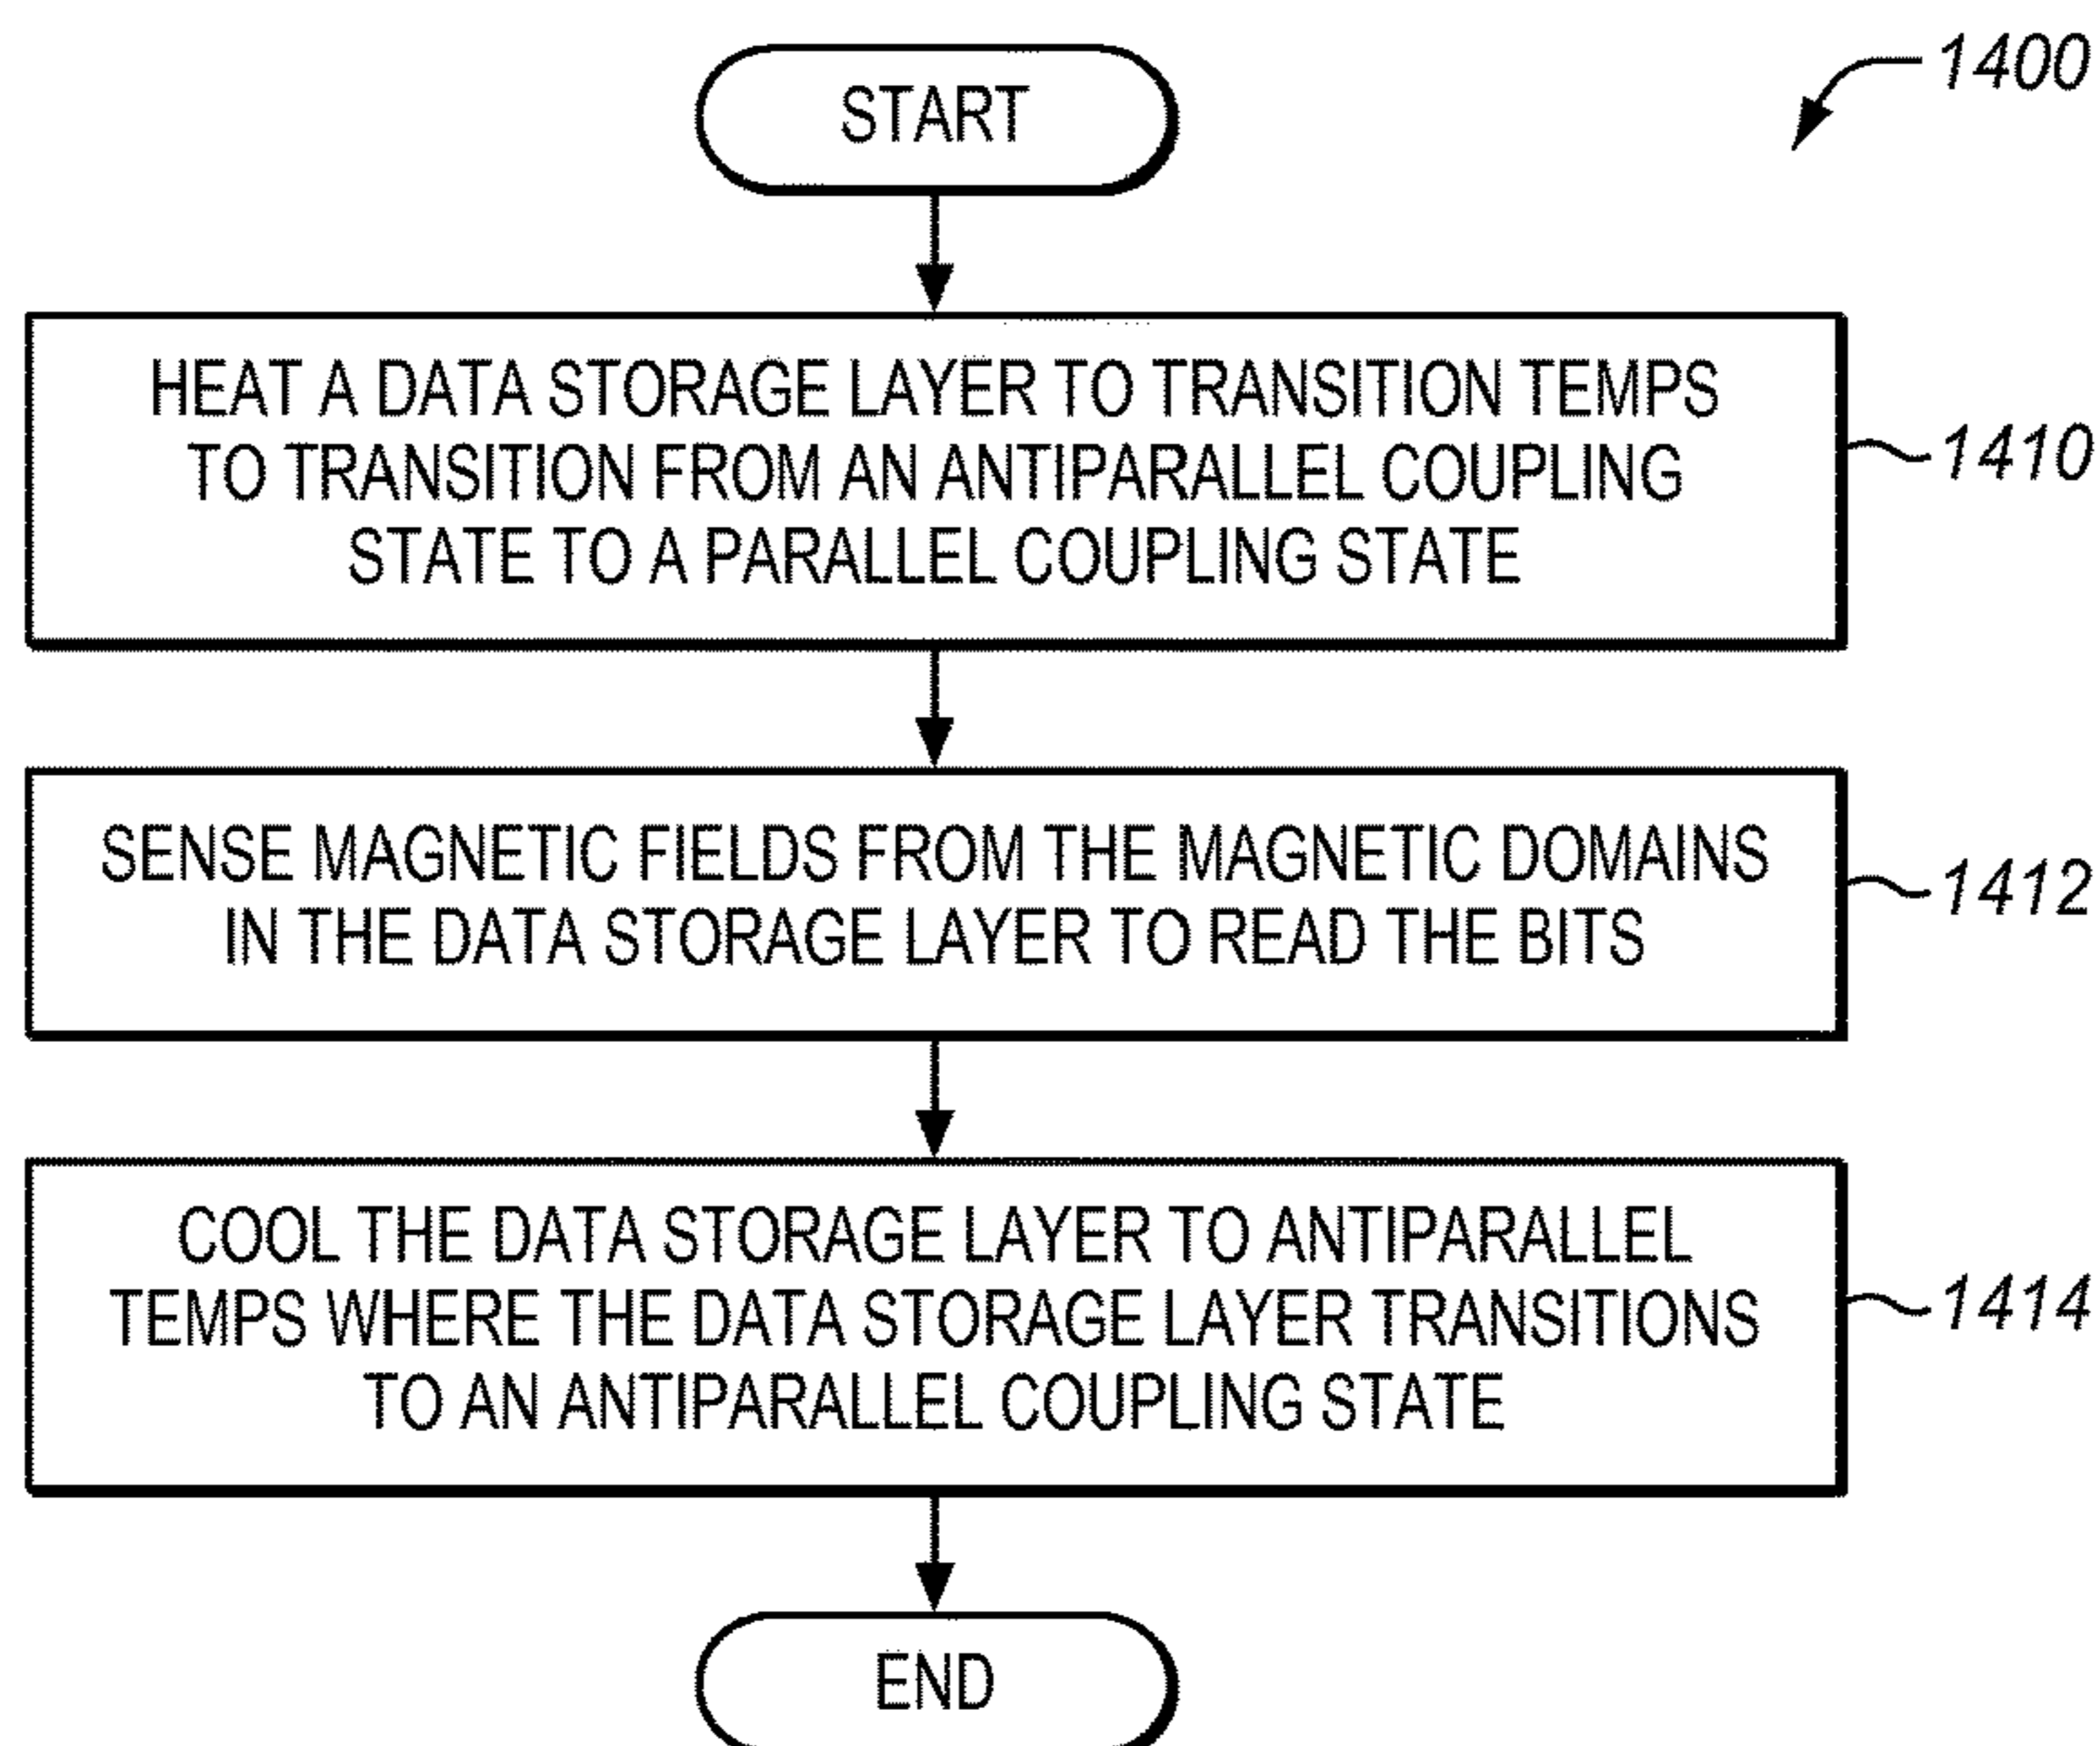 START
1400
HEAT A DATA STORAGE LAYER TO TRANSITION TEMPS
TO TRANSITION FROM AN ANTIPARALLEL COUPLING
STATE TO A PARALLEL COUPLING STATE
1410
SENSE MAGNETIC FIELDS FROM THE MAGNETIC DOMAINS
IN THE DATA STORAGE LAYER TO READ THE BITS
1412
COOL THE DATA STORAGE LAYER TO ANTIPARALLEL
TEMPS WHERE THE DATA STORAGE LAYER TRANSITIONS
TO AN ANTIPARALLEL COUPLING STATE
1414
END